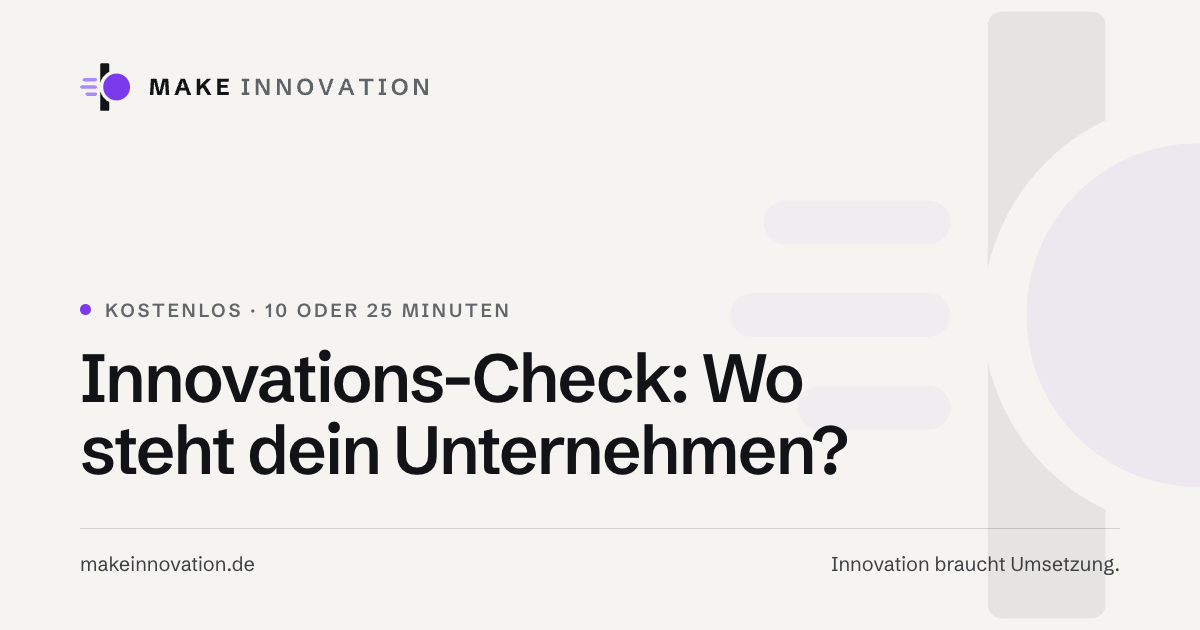 MAKE INNOVATION
KOSTENLOS · 10 ODER 25 MINUTEN
Innovations-Check: Wo
steht dein Unternehmen?
makeinnovation.de
Innovation braucht Umsetzung.